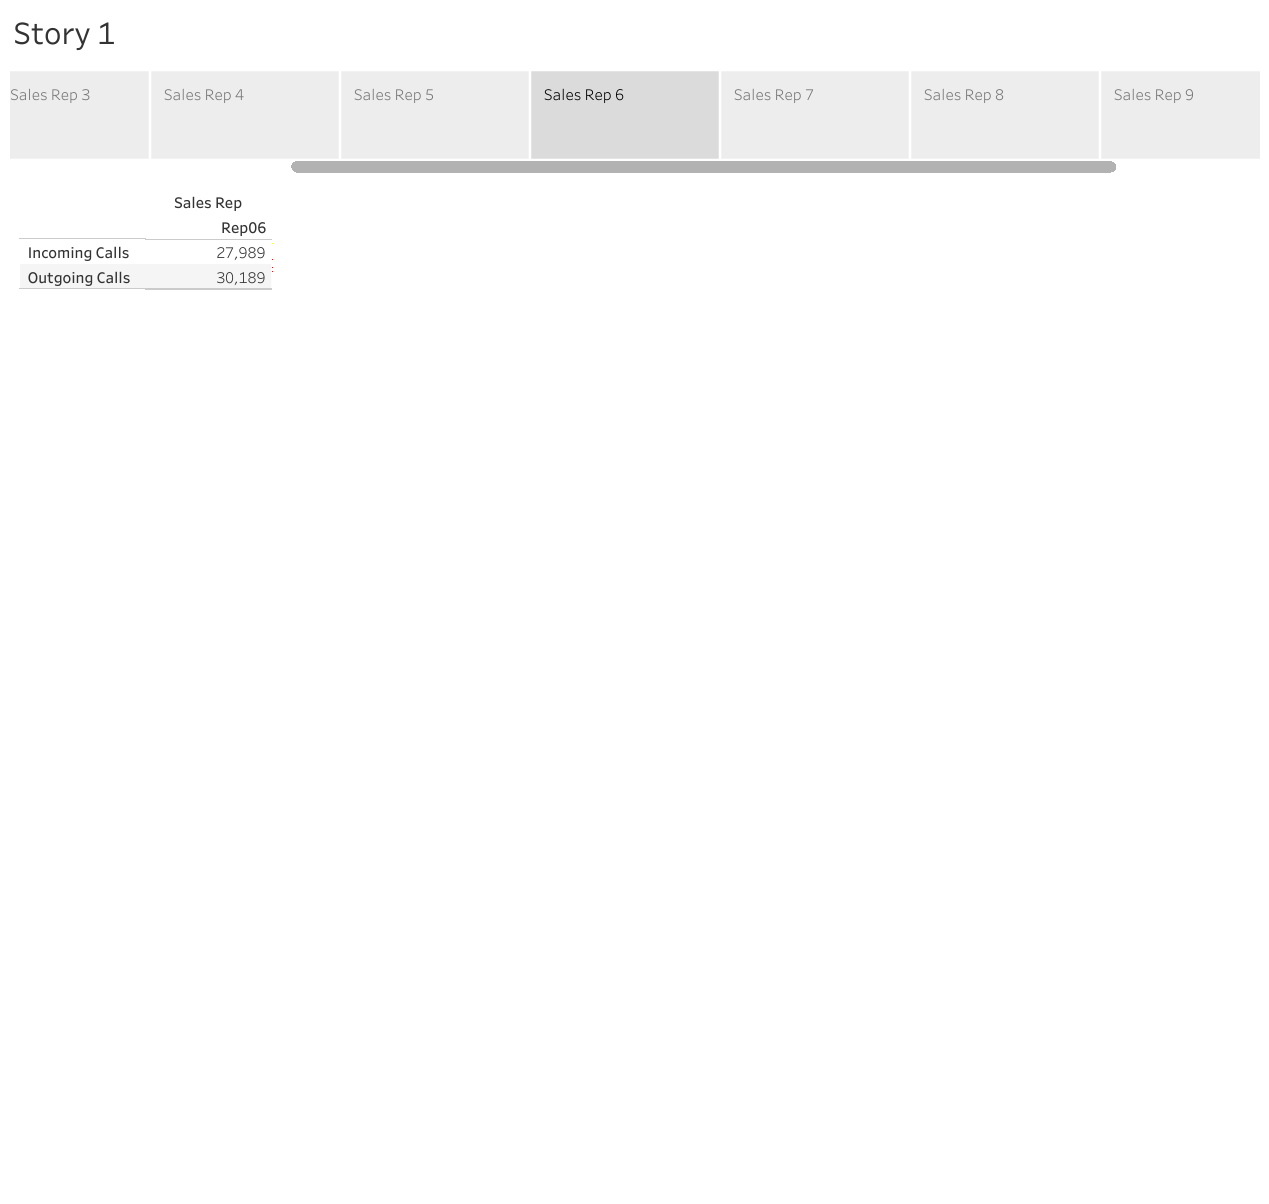 Story 1
Sales Rep 3 Sales Rep 4 Sales Rep 5 Sales Rep 6 Sales Rep 7 Sales Rep 8 Sales Rep 9
Sales Rep
Rep06
Incoming Calls 27,989
Outgoing Calls 30,189